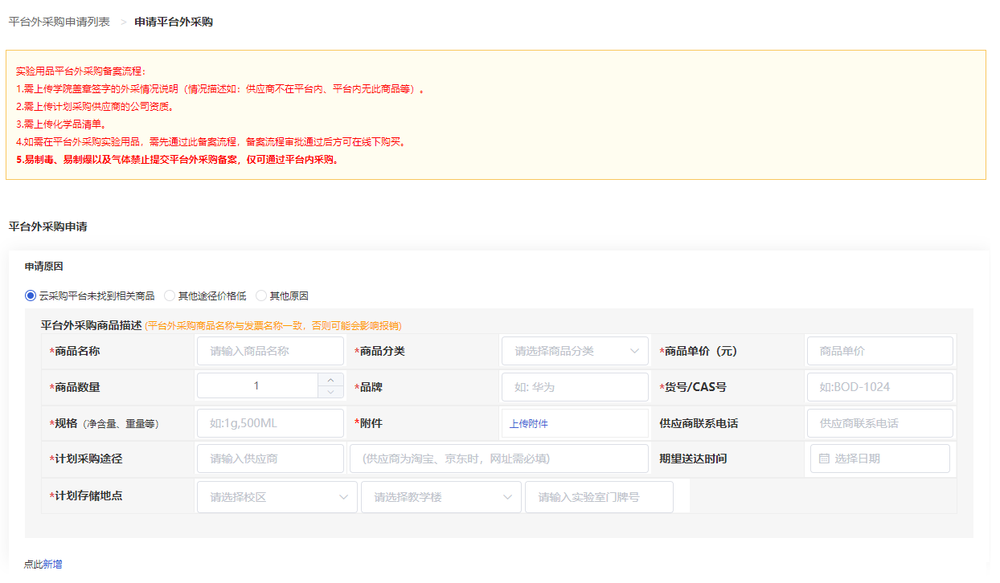 平台外采购申请列表 > 申请平台外采购
实验用品平台外采购备案流程：
1.需上传学院盖章签字的外采情况说明（情况描述如：供应商不在平台内、平台内无此商品等）。
2.需上传计划采购供应商的公司资质。
3.需上传化学品清单。
4.如需在平台外采购实验用品，需先通过此备案流程，备案流程审批通过后方可在线下购买。
5.易制毒、易制爆以及气体禁止提交平台外采购备案，仅可通过平台内采购。
平台外采购申请
申请原因
云采购平台未找到相关商品 其他途径价格低 其他原因
平台外采购商品描述 (平台外采购商品名称与发票名称一致，否则可能会影响报销)
*商品名称 请输入商品名称 *商品分类 请选择商品分类 *商品单价（元） 商品单价
*商品数量 1 *品牌 如: 华为 *货号/CAS号 如:BOD-1024
*规格（净含量、重量等） 如:1g,500ML *附件 上传附件 供应商联系电话 供应商联系电话
*计划采购途径 请输入供应商 (供应商为淘宝、京东时，网址需必填) 期望送达时间 选择日期
*计划存储地点 请选择校区 请选择教学楼 请输入实验室门牌号
点此新增